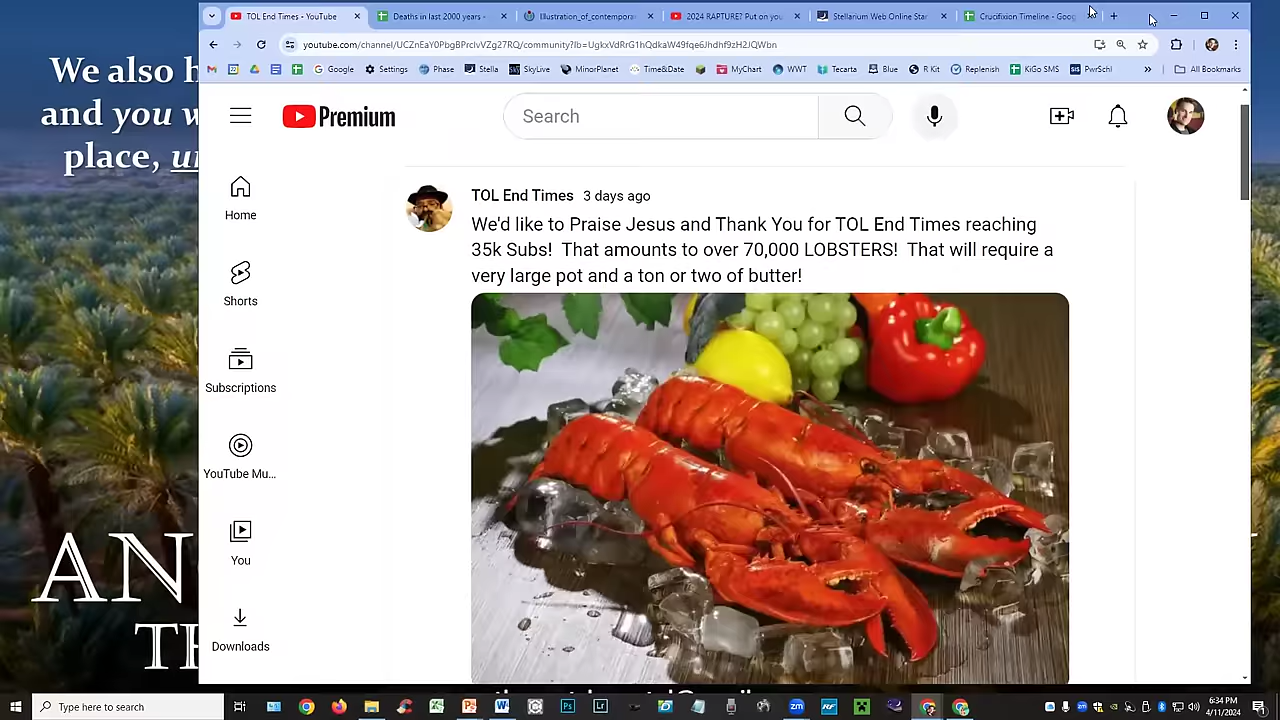 We also h
and you w
place, u
AN
TH
TOL End Times - YouTube
Deaths in last 2000 years -
Illustration_of_contempora
2024 RAPTURE? Put on you
Stellarium Web Online Star
Crucifixion Timeline - Goog
youtube.com/channel/UCZnEaY0PbgBPrcIvVZg27RQ/community?lb=UgkxVdRrG1hQdkaW49fqe6Jhdhf9zH2JQWbn
Google
Settings
Phase
Stella
SkyLive
MinorPlanet
Time&Date
MyChart
WWT
Tea
Blue
R Kit
Replenish
KiGo SMS
PwrSchl
»
All Bookmarks
Premium
Search
Home
Shorts
Subscriptions
YouTube Mu...
You
Downloads
TOL End Times 3 days ago
We'd like to Praise Jesus and Thank You for TOL End Times reaching
35k Subs! That amounts to over 70,000 LOBSTERS! That will require a
very large pot and a ton or two of butter!
Type here to search
6:34 PM
4/11/2024